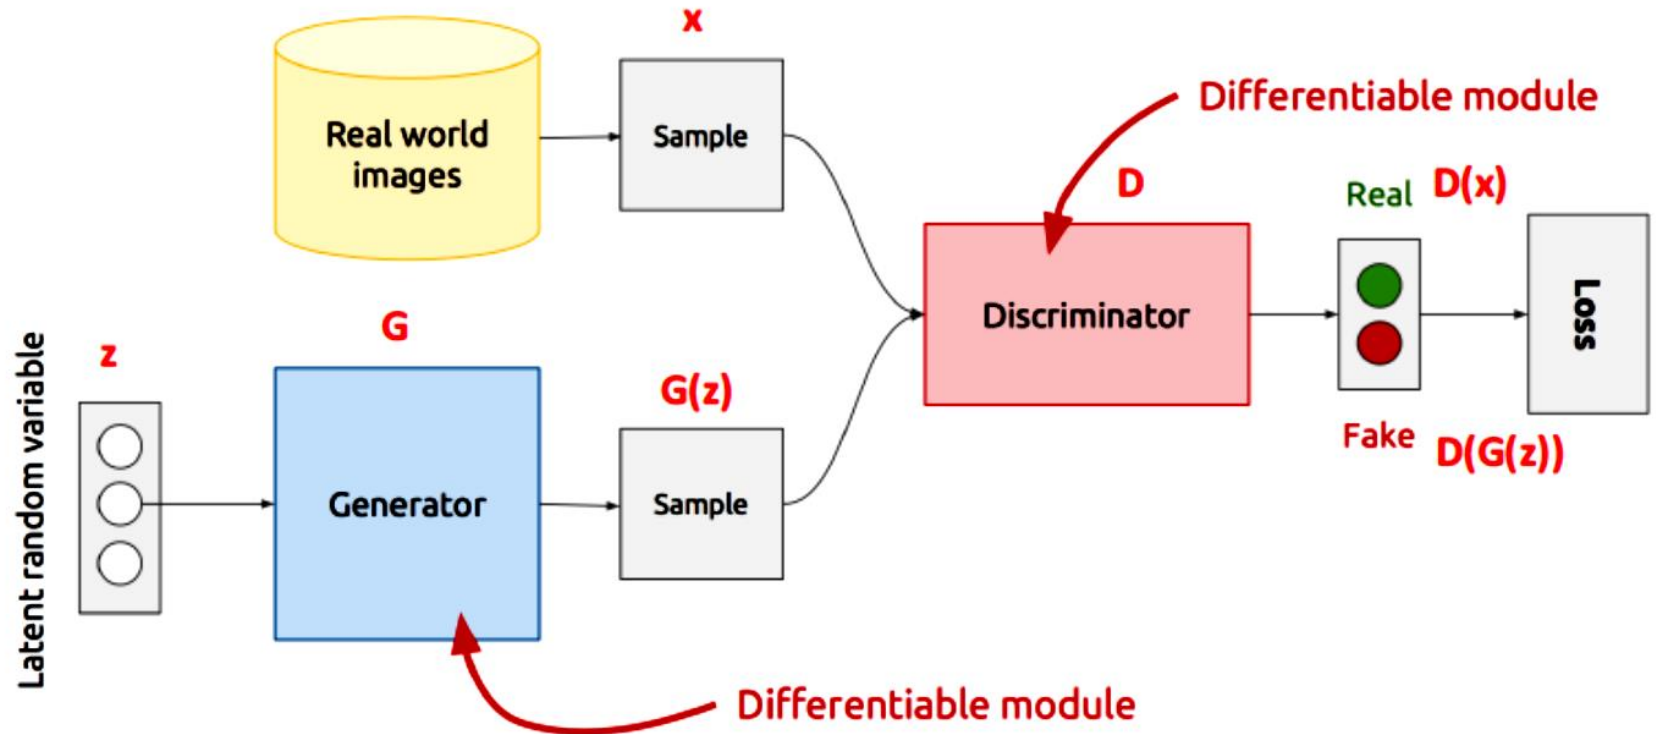 x
Real world
images
Sample
Differentiable module
D
Real
D(x)
Discriminator
Loss
Fake
D(G(z))
Latent random variable
z
G
Generator
G(z)
Sample
Differentiable module